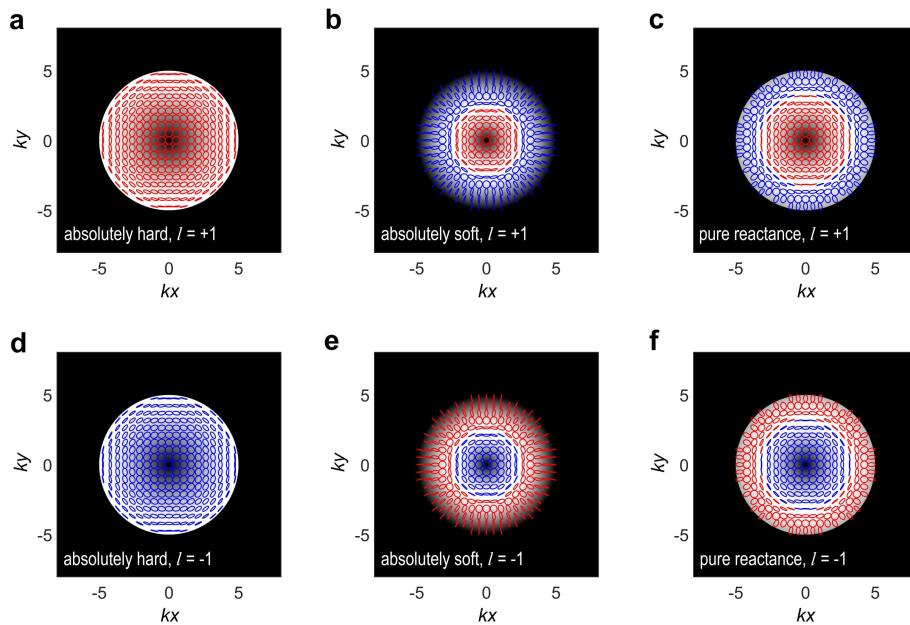 a
b
c
5
0
-5
ky
absolutely hard, l = +1
-5 0 5
kx
5
0
-5
ky
absolutely soft, l = +1
-5 0 5
kx
5
0
-5
ky
pure reactance, l = +1
-5 0 5
kx
d
e
f
5
0
-5
ky
absolutely hard, l = -1
-5 0 5
kx
5
0
-5
ky
absolutely soft, l = -1
-5 0 5
kx
5
0
-5
ky
pure reactance, l = -1
-5 0 5
kx